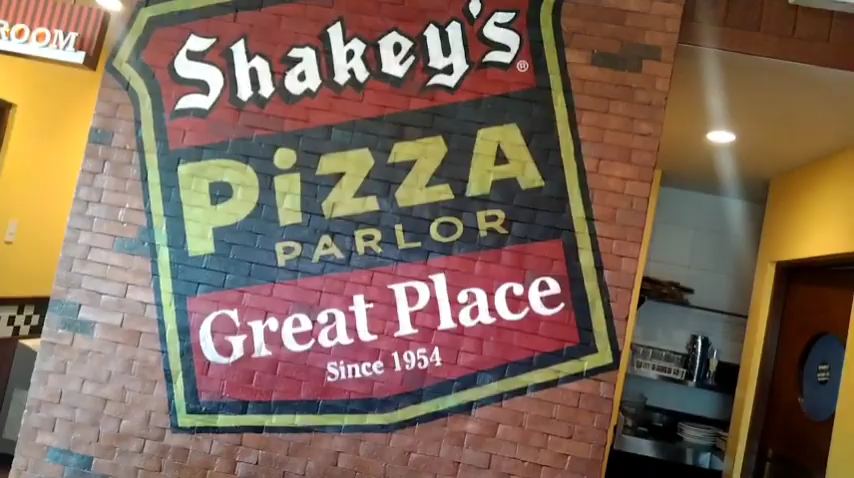 ROOM
Shakey's®
PiZZA
PARLOR
Great Place
Since 1954